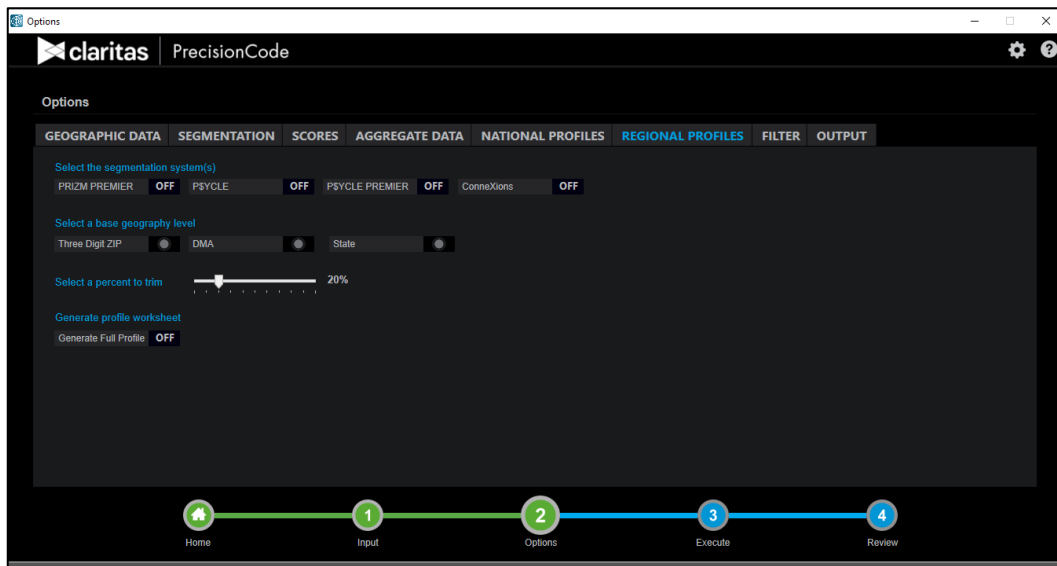 Options
claritas PrecisionCode
Options
GEOGRAPHIC DATA SEGMENTATION SCORES AGGREGATE DATA NATIONAL PROFILES REGIONAL PROFILES FILTER OUTPUT
Select the segmentation system(s)
PRIZM PREMIER OFF P$YCLE OFF P$YCLE PREMIER OFF ConneXions OFF
Select a base geography level
Three Digit ZIP DMA State
Select a percent to trim 20%
Generate profile worksheet
Generate Full Profile OFF
1 2 3 4
Home Input Options Execute Review